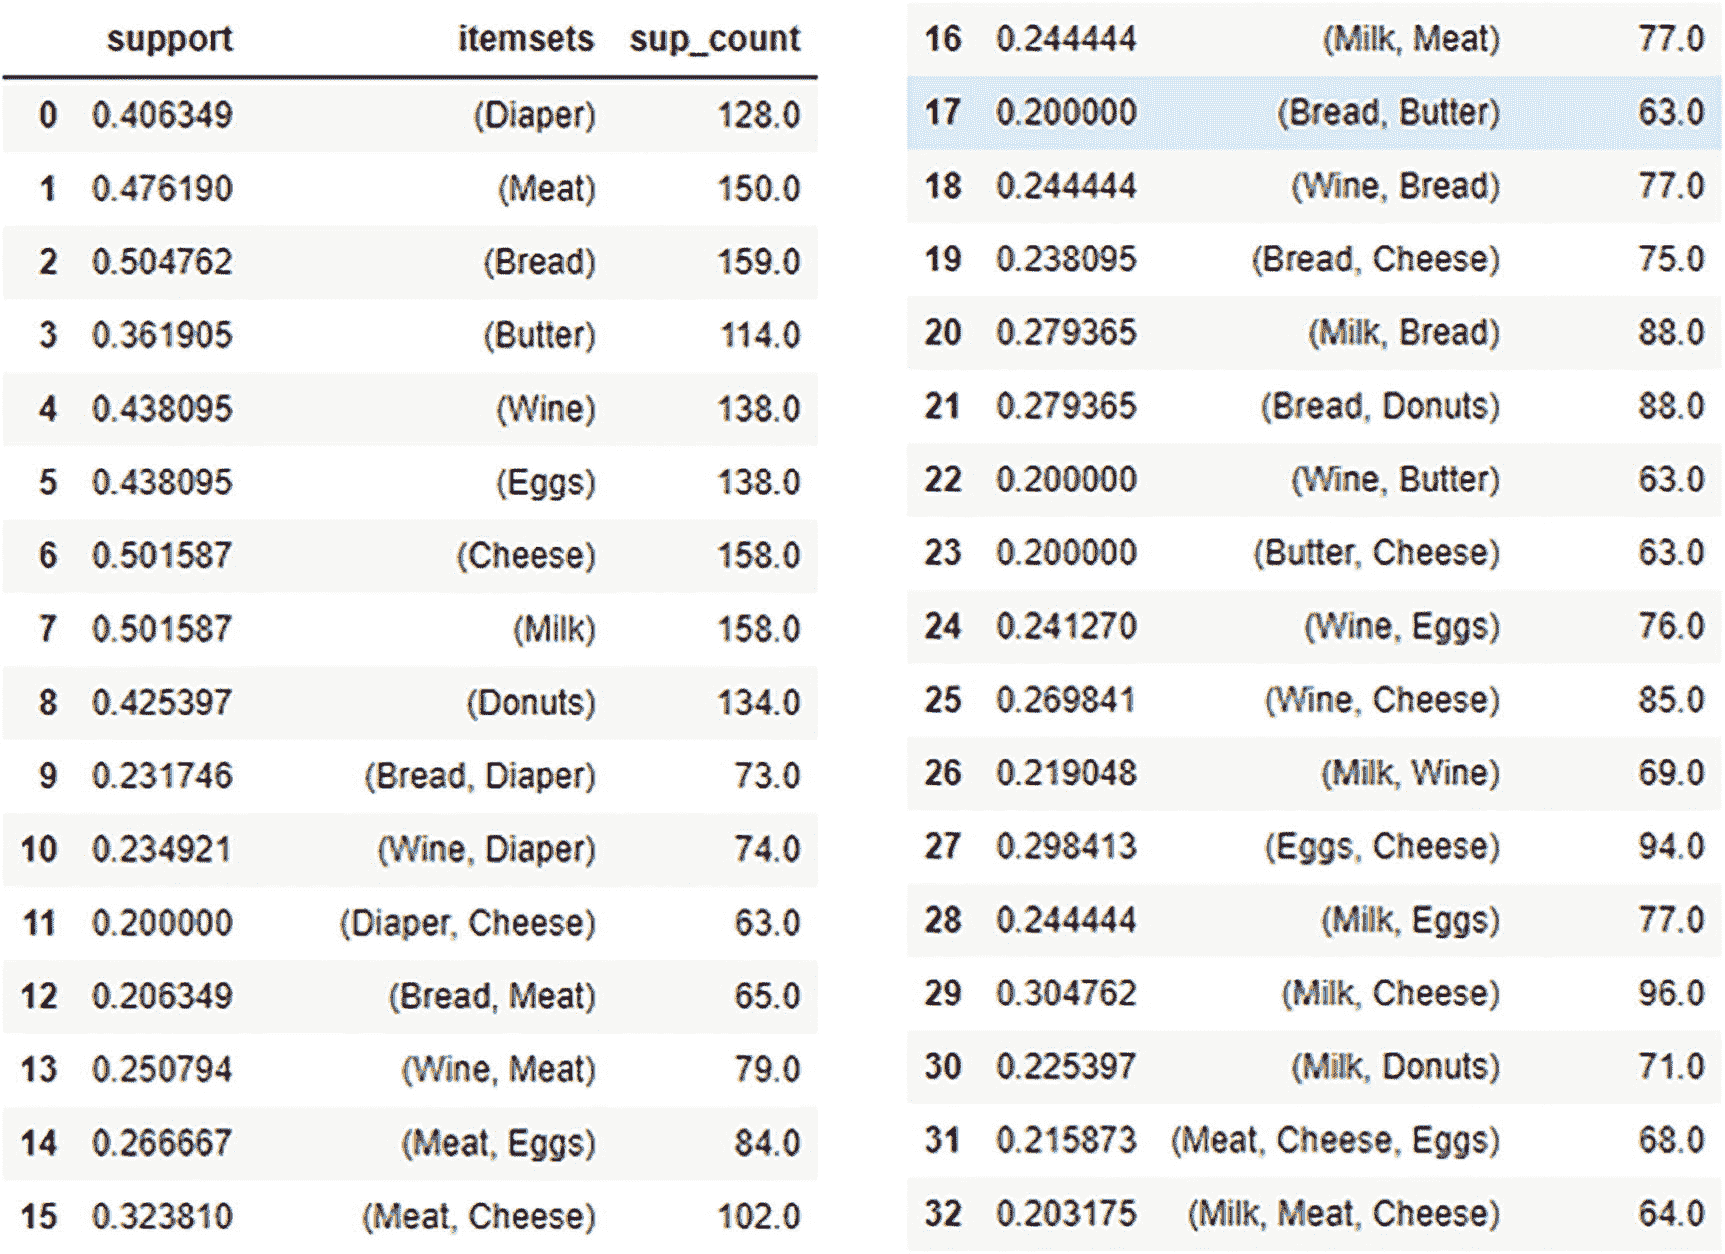 support itemsets sup_count
0 0.406349 (Diaper) 128.0
1 0.476190 (Meat) 150.0
2 0.504762 (Bread) 159.0
3 0.361905 (Butter) 114.0
4 0.438095 (Wine) 138.0
5 0.438095 (Eggs) 138.0
6 0.501587 (Cheese) 158.0
7 0.501587 (Milk) 158.0
8 0.425397 (Donuts) 134.0
9 0.231746 (Bread, Diaper) 73.0
10 0.234921 (Wine, Diaper) 74.0
11 0.200000 (Diaper, Cheese) 63.0
12 0.206349 (Bread, Meat) 65.0
13 0.250794 (Wine, Meat) 79.0
14 0.266667 (Meat, Eggs) 84.0
15 0.323810 (Meat, Cheese) 102.0
16 0.244444 (Milk, Meat) 77.0
17 0.200000 (Bread, Butter) 63.0
18 0.244444 (Wine, Bread) 77.0
19 0.238095 (Bread, Cheese) 75.0
20 0.279365 (Milk, Bread) 88.0
21 0.279365 (Bread, Donuts) 88.0
22 0.200000 (Wine, Butter) 63.0
23 0.200000 (Butter, Cheese) 63.0
24 0.241270 (Wine, Eggs) 76.0
25 0.269841 (Wine, Cheese) 85.0
26 0.219048 (Milk, Wine) 69.0
27 0.298413 (Eggs, Cheese) 94.0
28 0.244444 (Milk, Eggs) 77.0
29 0.304762 (Milk, Cheese) 96.0
30 0.225397 (Milk, Donuts) 71.0
31 0.215873 (Meat, Cheese, Eggs) 68.0
32 0.203175 (Milk, Meat, Cheese) 64.0